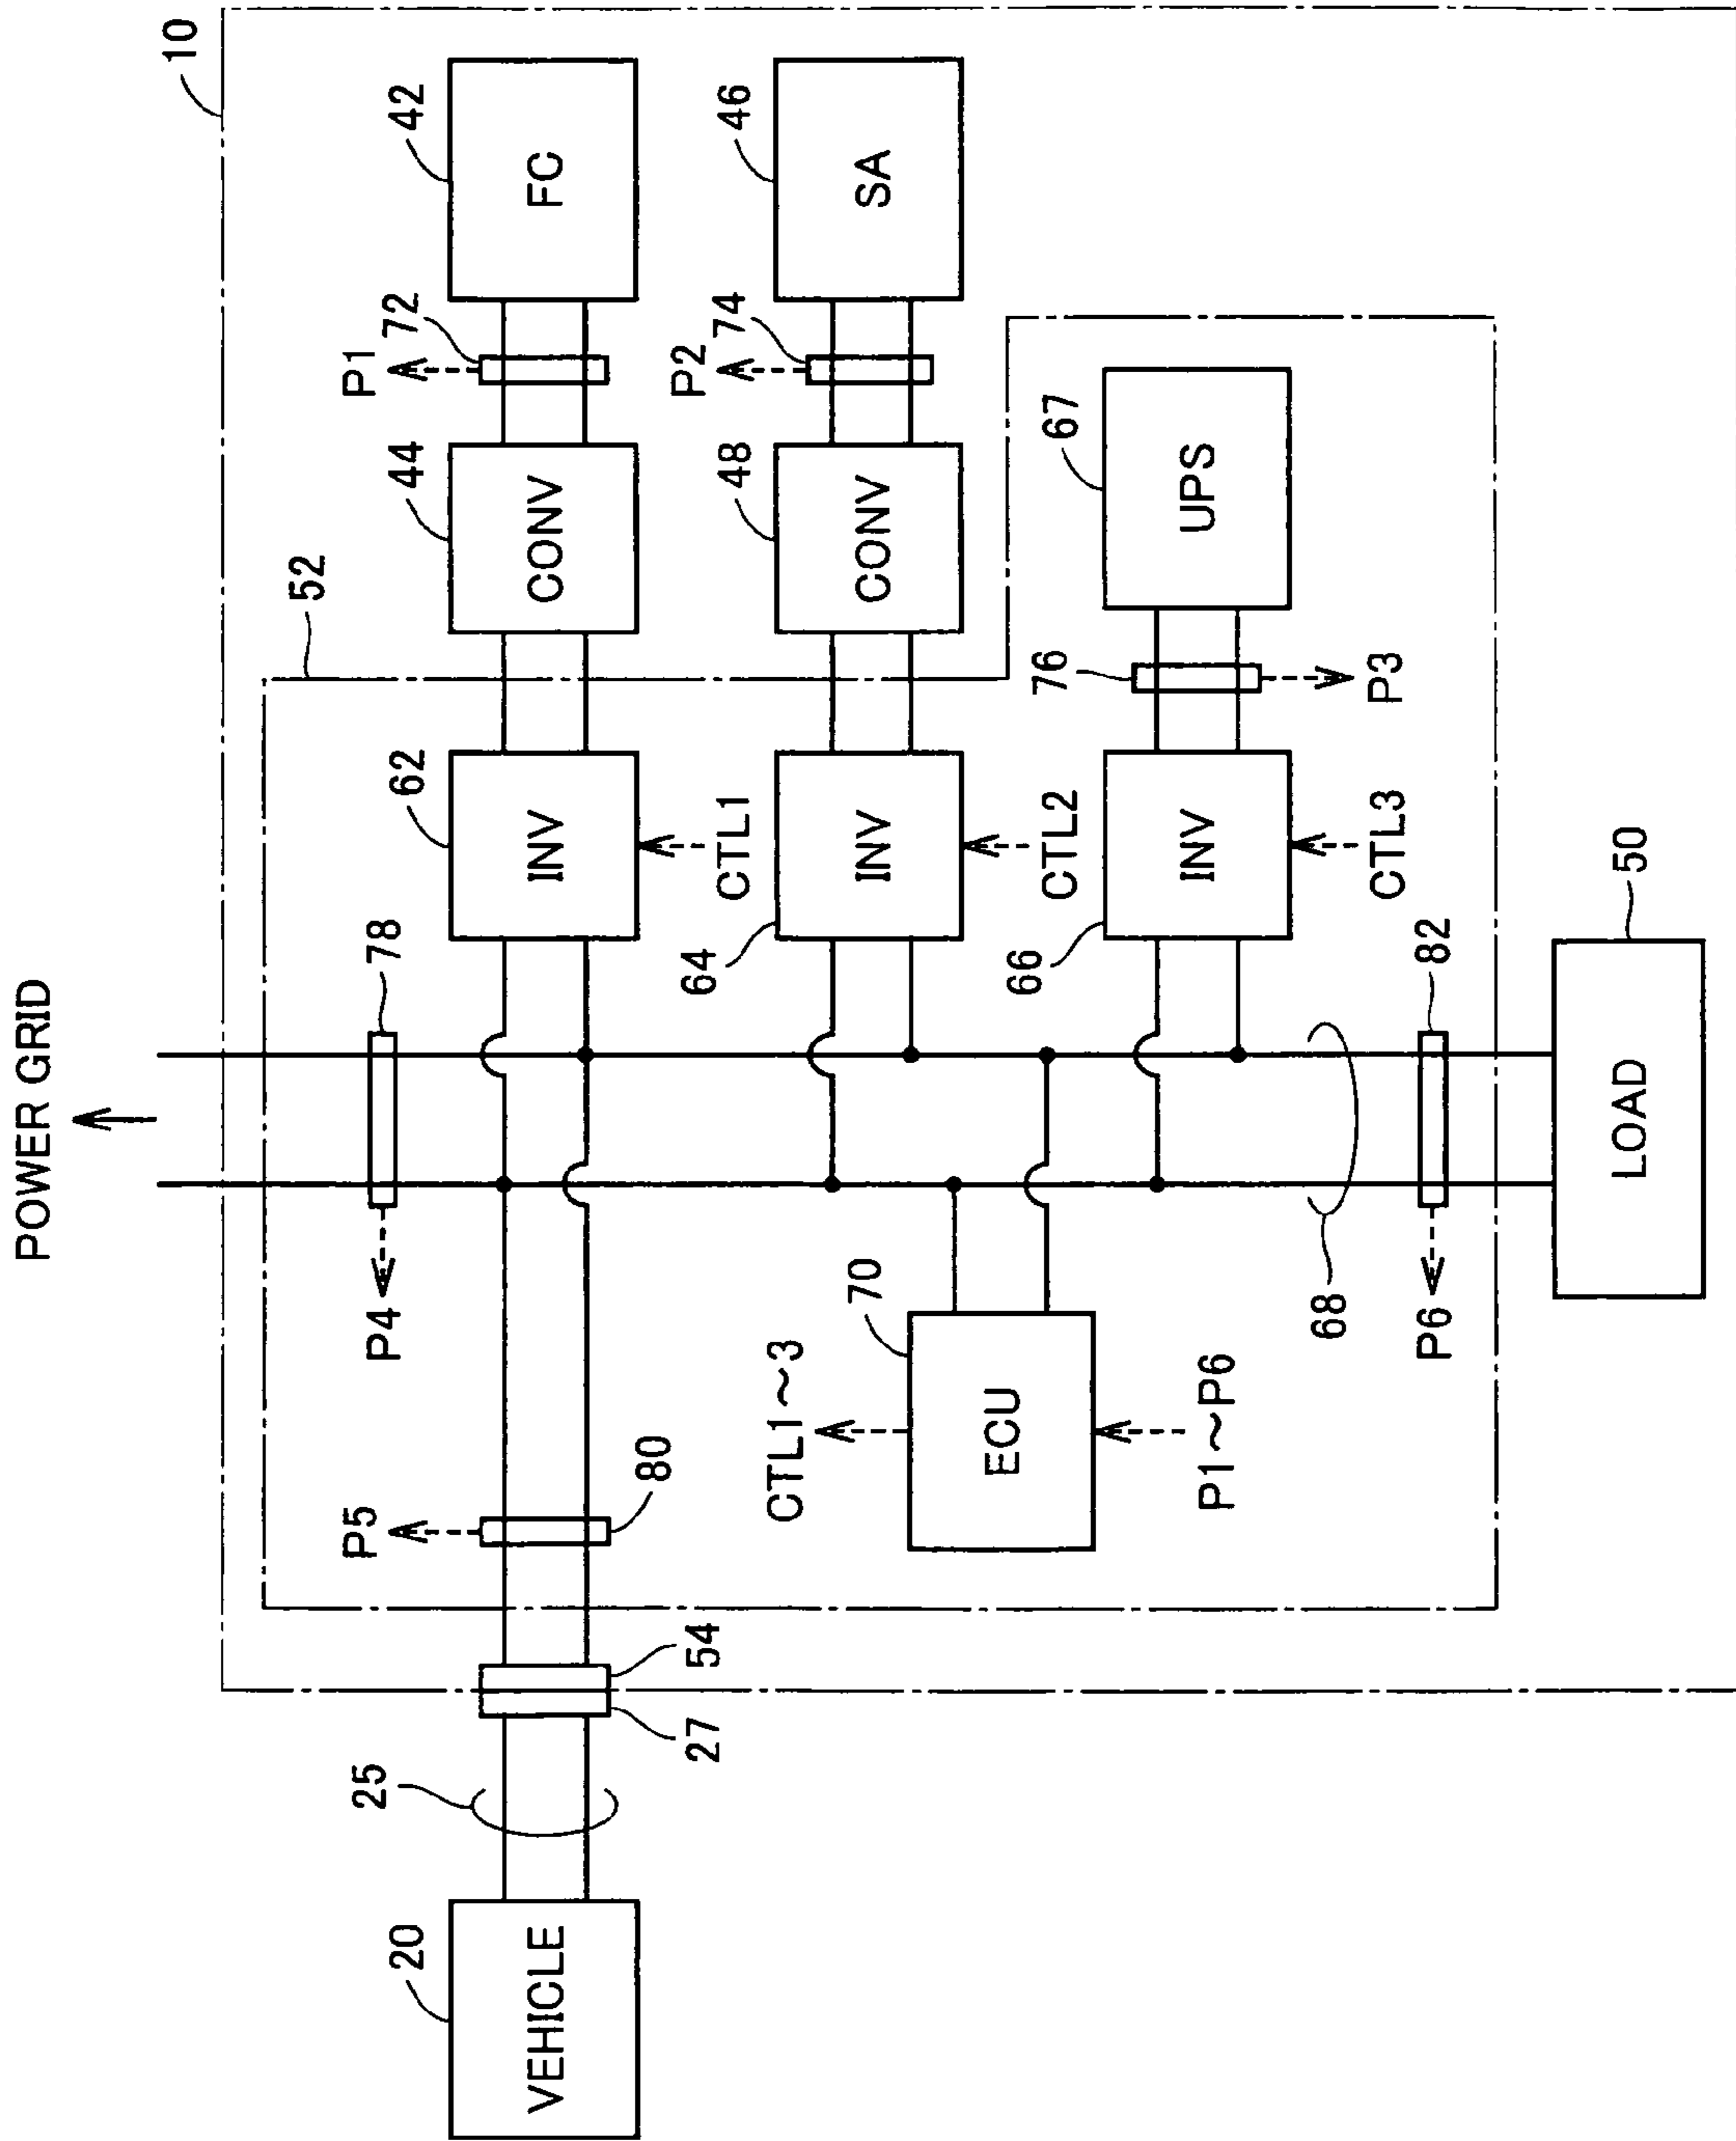 POWER GRID
10
20
VEHICLE
25
27
54
P5
80
P4
78
52
62
INV
CTL1
44
CONV
P1
72
42
FC
CTL1～3
70
ECU
P1～P6
64
INV
CTL2
48
CONV
P2
74
46
SA
66
INV
CTL3
76
P3
67
UPS
68
P6
82
50
LOAD